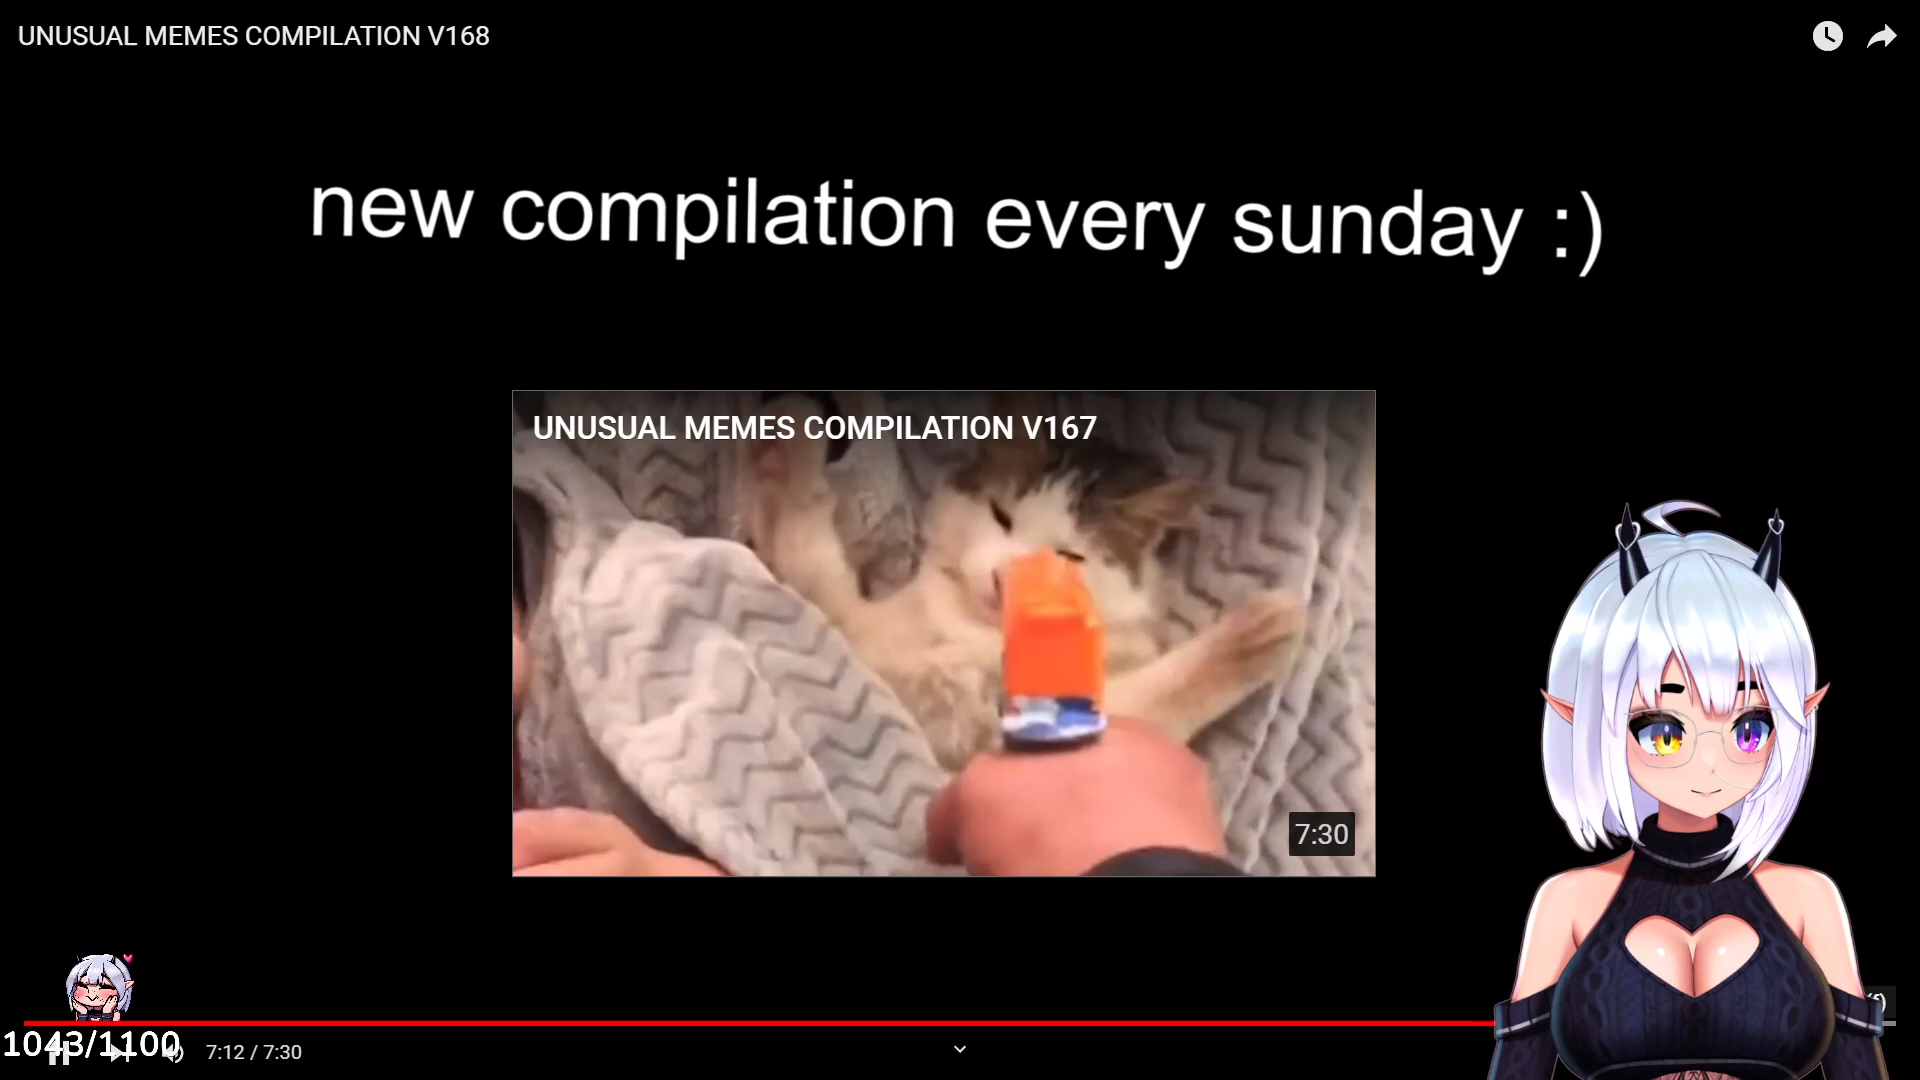 UNUSUAL MEMES COMPILATION V168
new compilation every sunday :)
UNUSUAL MEMES COMPILATION V167
7:30
1043/1100
7:12 / 7:30